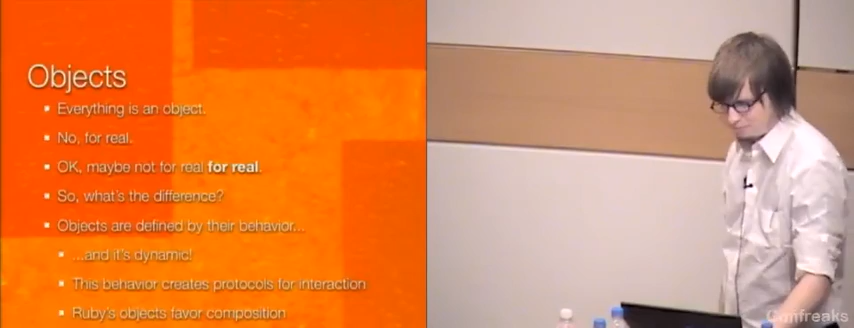 Objects
Everything is an object.
No, for real.
OK, maybe not for real for real.
So, what's the difference?
Objects are defined by their behavior...
...and it's dynamic!
This behavior creates protocols for interaction
Ruby's objects favor composition
Confreaks